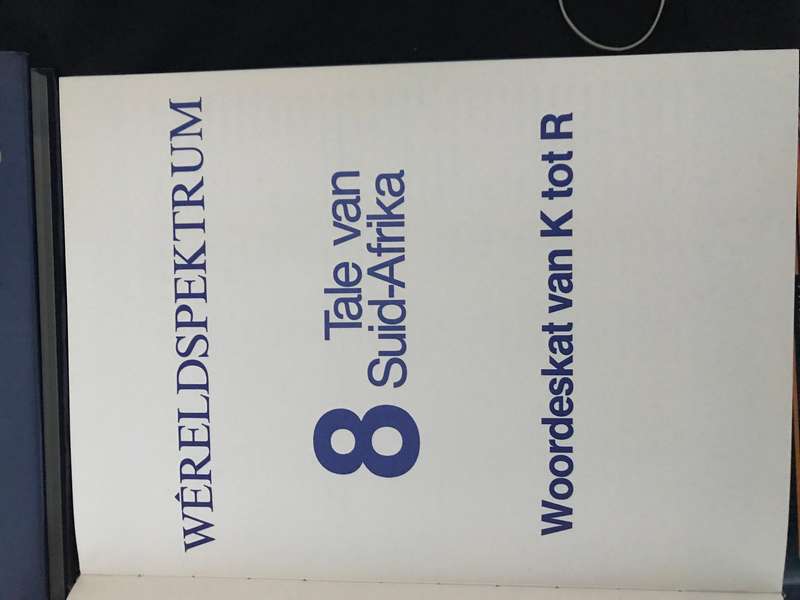 WÊRELDSPEKTRUM
8
Tale van
Suid-Afrika
Woordeskat van K tot R